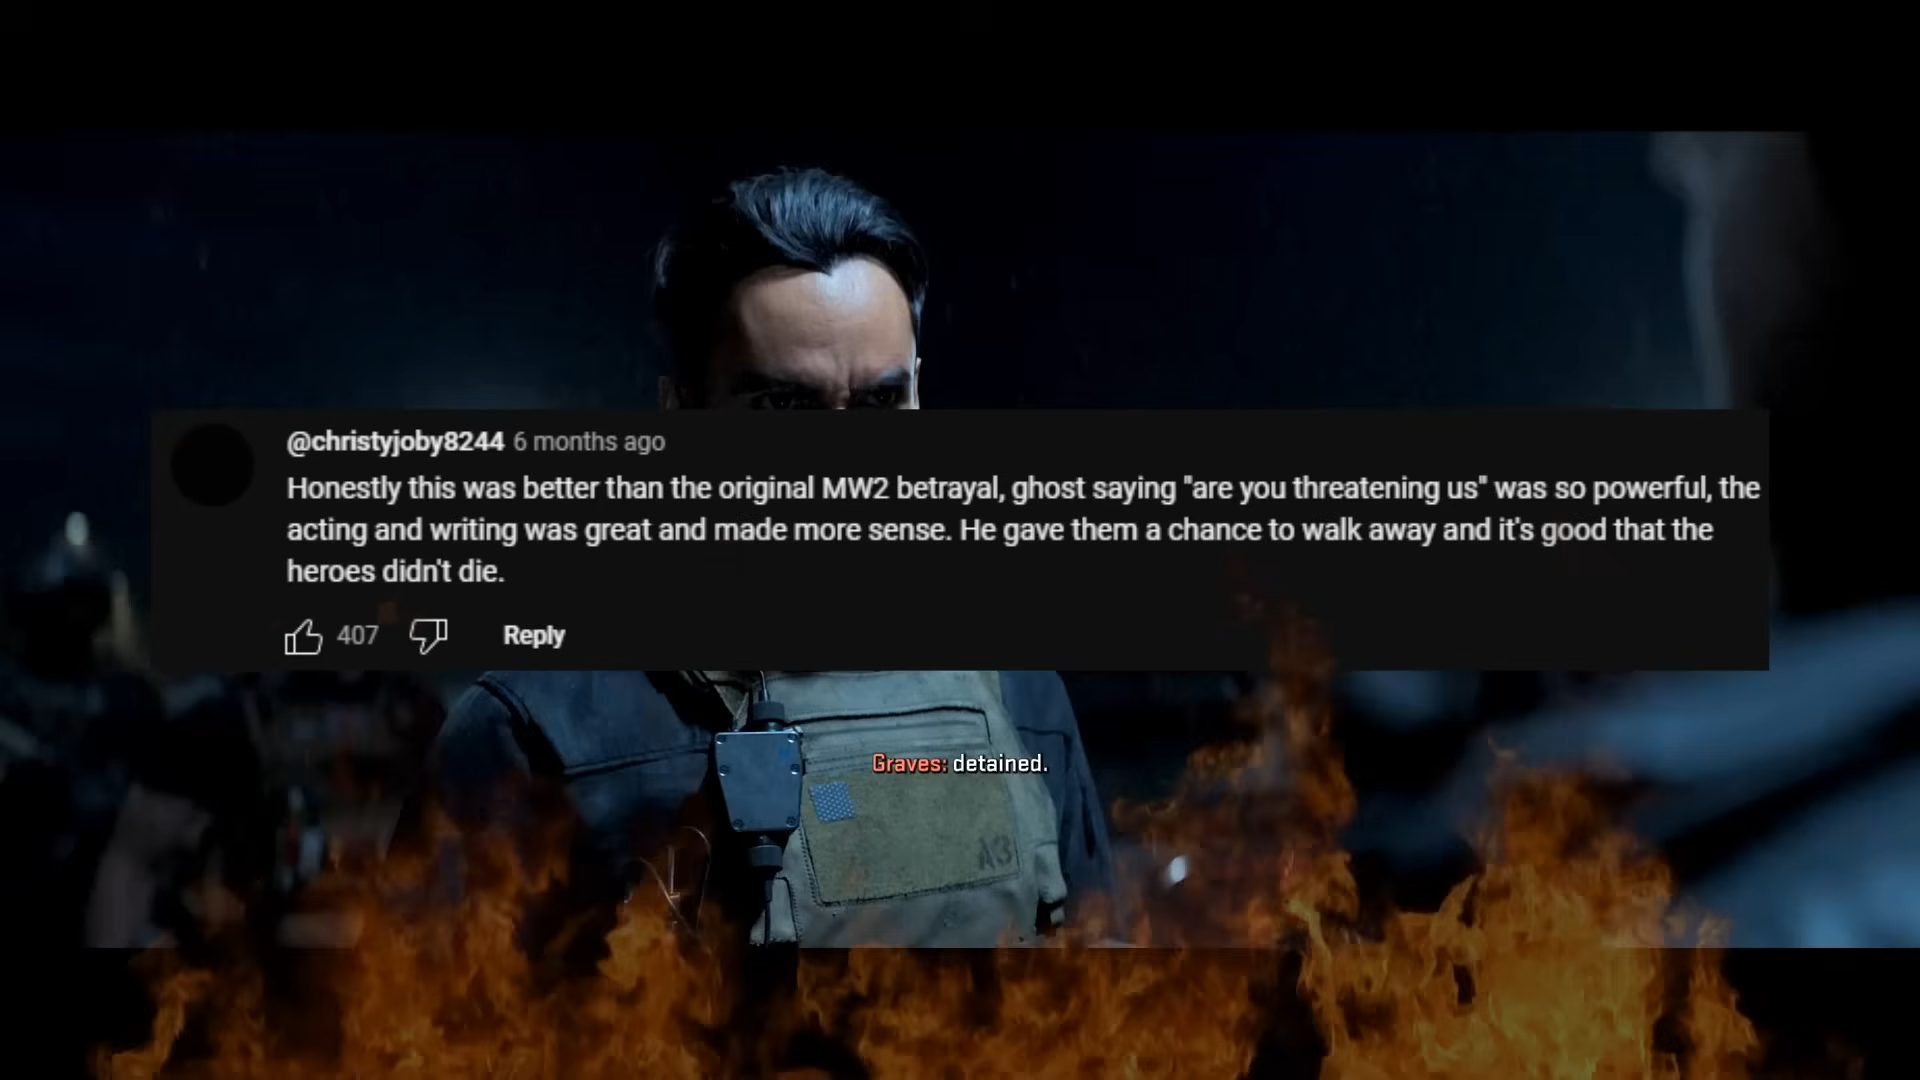 @christyjoby8244 6 months ago
Honestly this was better than the original MW2 betrayal, ghost saying "are you threatening us" was so powerful, the
acting and writing was great and made more sense. He gave them a chance to walk away and it's good that the
heroes didn't die.
407 Reply
Graves: detained.
A3